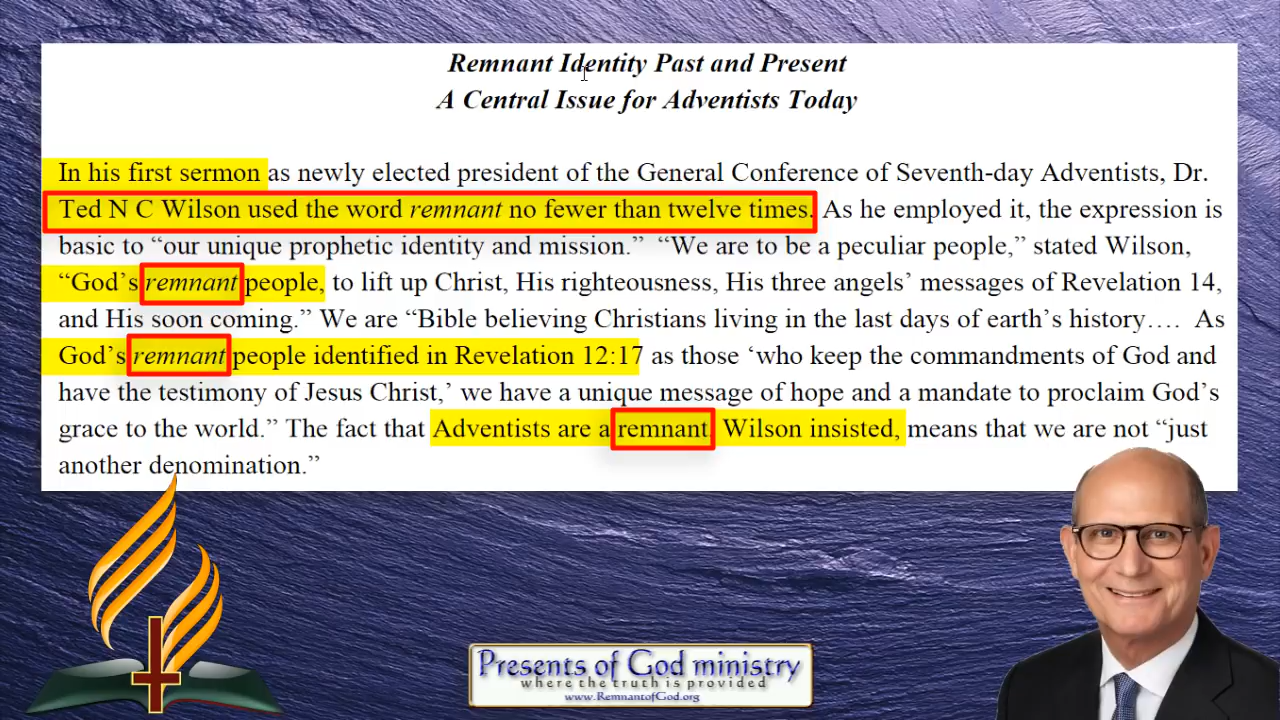 Remnant Identity Past and Present
A Central Issue for Adventists Today
In his first sermon as newly elected president of the General Conference of Seventh-day Adventists, Dr.
Ted N C Wilson used the word remnant no fewer than twelve times. As he employed it, the expression is
basic to “our unique prophetic identity and mission.” “We are to be a peculiar people,” stated Wilson,
“God’s remnant people, to lift up Christ, His righteousness, His three angels’ messages of Revelation 14,
and His soon coming.” We are “Bible believing Christians living in the last days of earth’s history…. As
God’s remnant people identified in Revelation 12:17 as those ‘who keep the commandments of God and
have the testimony of Jesus Christ,’ we have a unique message of hope and a mandate to proclaim God’s
grace to the world.” The fact that Adventists are a remnant, Wilson insisted, means that we are not “just
another denomination.”
Presents of God ministry
where the truth is provided
www.RemnantofGod.org